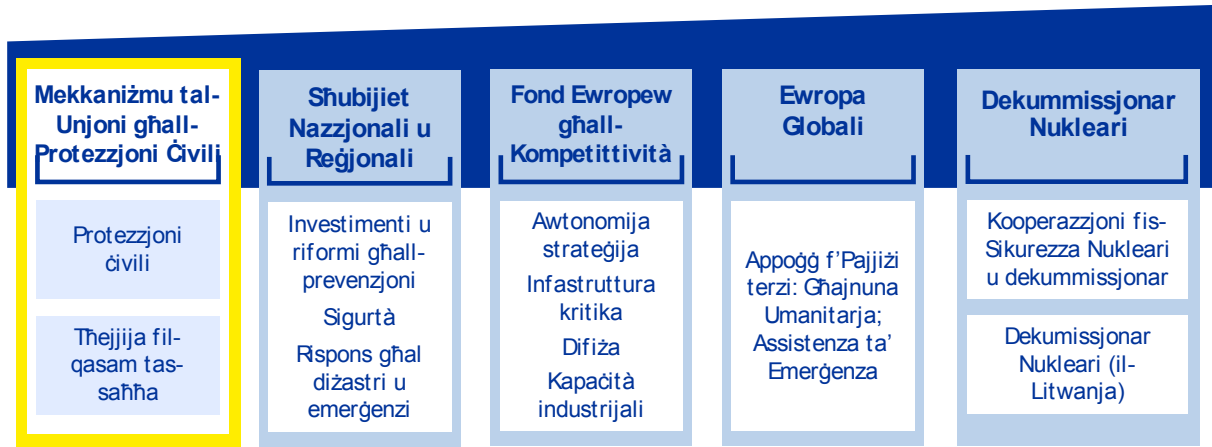 Mekkaniżmu tal-
Unjoni għall-
Protezzjoni Ċivili
Protezzjoni
ċivili
Tħejjija fil-
qasam tas-
saħħa
Sħubijiet
Nazzjonali u
Reġjonali
Investimenti u
riformi għall-
prevenzjoni
Sigurtà
Rispons għal
diżastri u
emerġenzi
Fond Ewropew
għall-
Kompetittività
Awtonomija
strateġija
Infastruttura
kritika
Difiża
Kapaċità
industrijali
Ewropa
Globali
Appoġġ f’Pajjiżi
terzi: Għajnuna
Umanitarja;
Assistenza ta’
Emerġenza
Dekummissjonar
Nukleari
Kooperazzjoni fis-
Sikurezza Nukleari
u dekummissjonar
Dekumissjonar
Nukleari (il-
Litwanja)